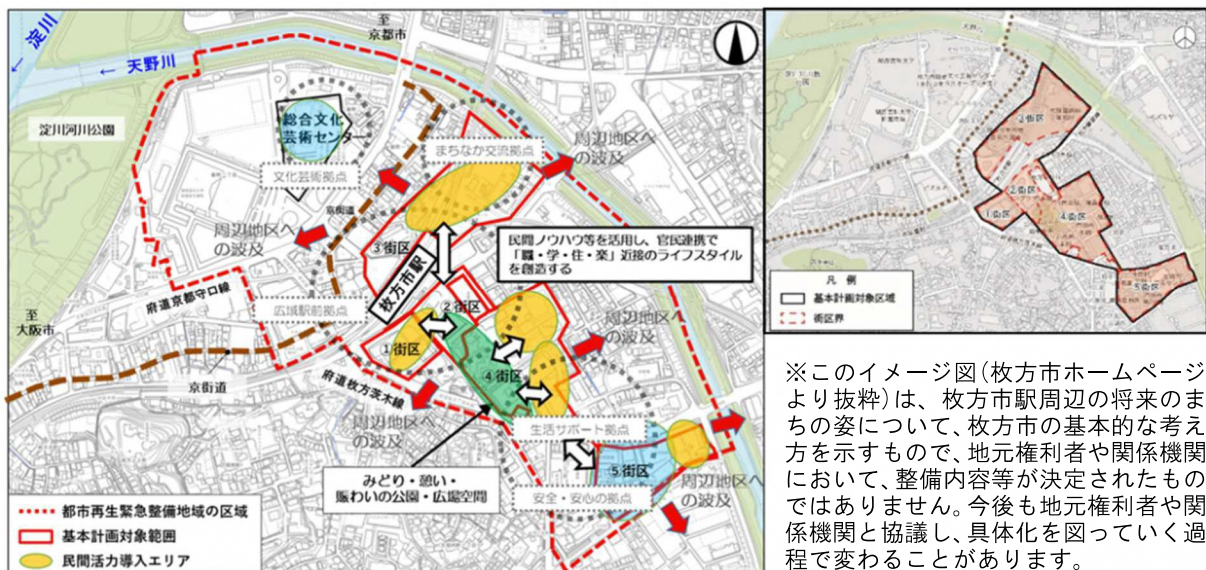 至
京都市
淀川
← 天野川
淀川河川公園
総合文化
芸術センター
文化芸術拠点
まちなか交流拠点
周辺地区へ
の波及
京街道
周辺地区へ
の波及
③街区
枚方市駅
民間ノウハウ等を活用し、官民連携で
「職・学・住・楽」近接のライフスタイル
を創造する
府道京都守口線
広域駅前拠点
②街区
至
大阪市
①街区
周辺地区へ
の波及
④街区
京街道
府道枚方茨木線
周辺地区へ
の波及
生活サポート拠点
⑤街区
みどり・憩い・
賑わいの公園・広場空間
安全・安心の拠点
周辺地区へ
の波及
都市再生緊急整備地域の区域
基本計画対象範囲
民間活力導入エリア
3街区
2街区
1街区
4街区
5街区
凡 例
基本計画対象区域
街区界
※このイメージ図(枚方市ホームページ
より抜粋)は、枚方市駅周辺の将来のま
ちの姿について、枚方市の基本的な考え
方を示すもので、地元権利者や関係機関
において、整備内容等が決定されたもの
ではありません。今後も地元権利者や関
係機関と協議し、具体化を図っていく過
程で変わることがあります。